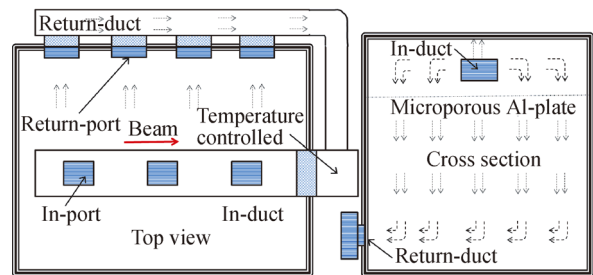 Return-duct
Return-port
Beam
Temperature
controlled
In-port
In-duct
Top view
In-duct
Microporous Al-plate
Cross section
Return-duct